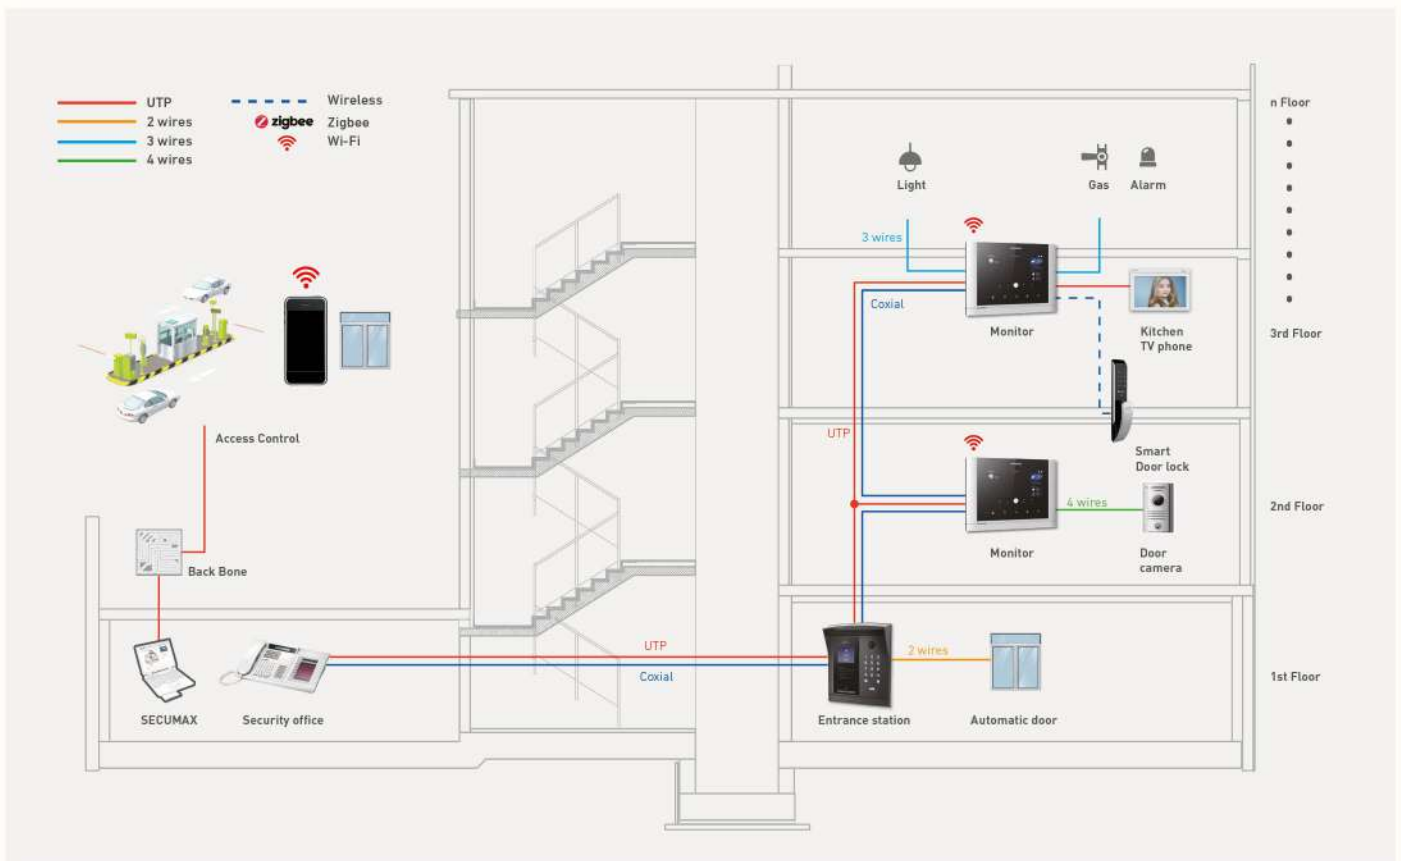 UTP
2 wires
3 wires
4 wires
Wireless
zigbee Zigbee
Wi-Fi
n Floor
Light
Gas
Alarm
3 wires
Coxial
Monitor
Kitchen
TV phone
3rd Floor
Access Control
UTP
Smart
Door lock
4 wires
2nd Floor
Monitor
Door
camera
Back Bone
UTP
Coxial
2 wires
1st Floor
SECUMAX
Security office
Entrance station
Automatic door